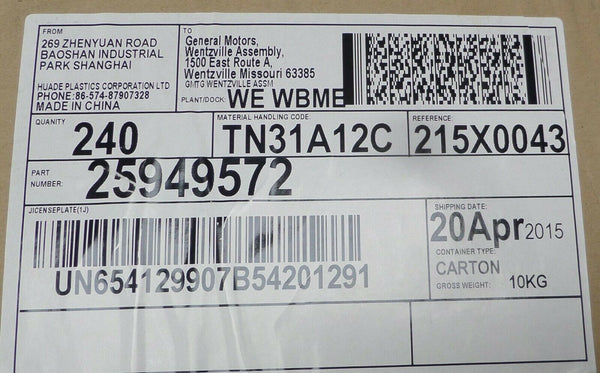 FROM
269 ZHENYUAN ROAD
BAOSHAN INDUSTRIAL
PARK SHANGHAI
HUADE PLASTICS CORPORATION LTD
PHONE:86-574-87907328
MADE IN CHINA
TO
General Motors,
Wentzville Assembly,
1500 East Route A,
Wentzville Missouri 63385
GMTG WENTZVILLE ASSM
PLANT/DOCK: WE WBME
QUANTITY
240
MATERIAL HANDLING CODE:
TN31A12C
REFERENCE:
215X0043
PART
NUMBER: 25949572
JICENSEPLATE(1J)
UN654129907B54201291
SHIPPING DATE:
20Apr2015
CONTAINER TYPE:
CARTON
GROSS WEIGHT: 10KG